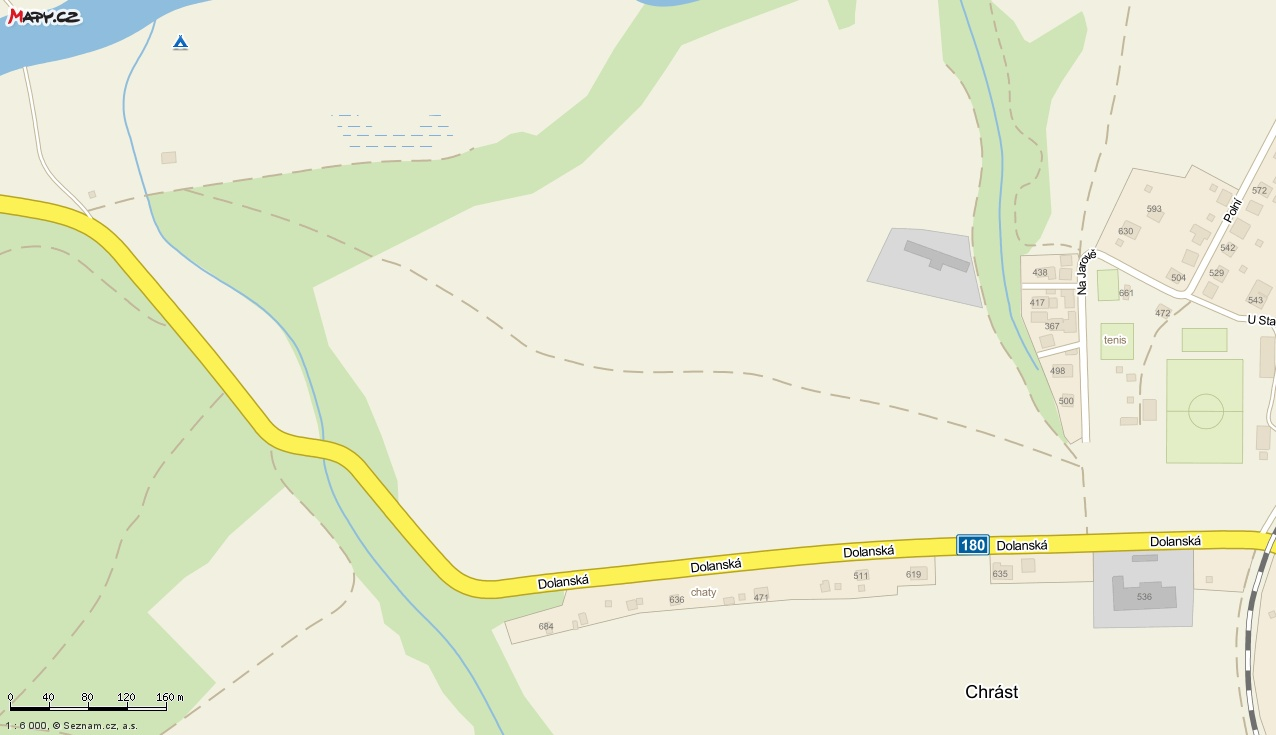 Mapy.cz
572
Polní
593
630
542
Na Jarově
438
504
529
543
661
417
472
U Sta
367
tenis
498
500
180
Dolanská
Dolanská
Dolanská
Dolanská
Dolanská
511
619
635
chaty
471
636
536
684
Chrást
0 40 80 120 160 m
1 : 6 000, © Seznam.cz, a.s.